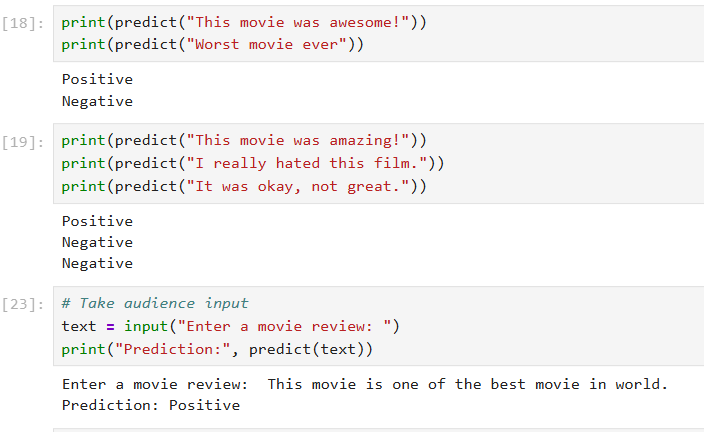 [18]: print(predict("This movie was awesome!"))
print(predict("Worst movie ever"))
Positive
Negative
[19]: print(predict("This movie was amazing!"))
print(predict("I really hated this film."))
print(predict("It was okay, not great."))
Positive
Negative
Negative
[23]: # Take audience input
text = input("Enter a movie review: ")
print("Prediction:", predict(text))
Enter a movie review:  This movie is one of the best movie in world.
Prediction: Positive